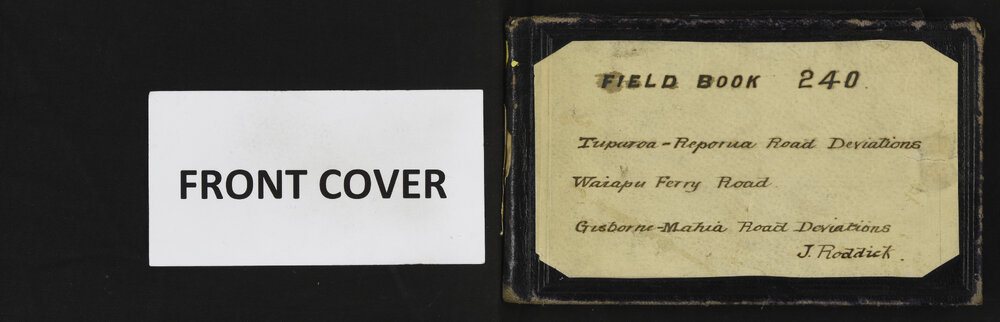 FRONT COVER
FIELD BOOK 240.
Tuparoa-Reporua Road Deviations
Waiapu Ferry Road
Gisborne-Mahia Road Deviations
J. Roddick.